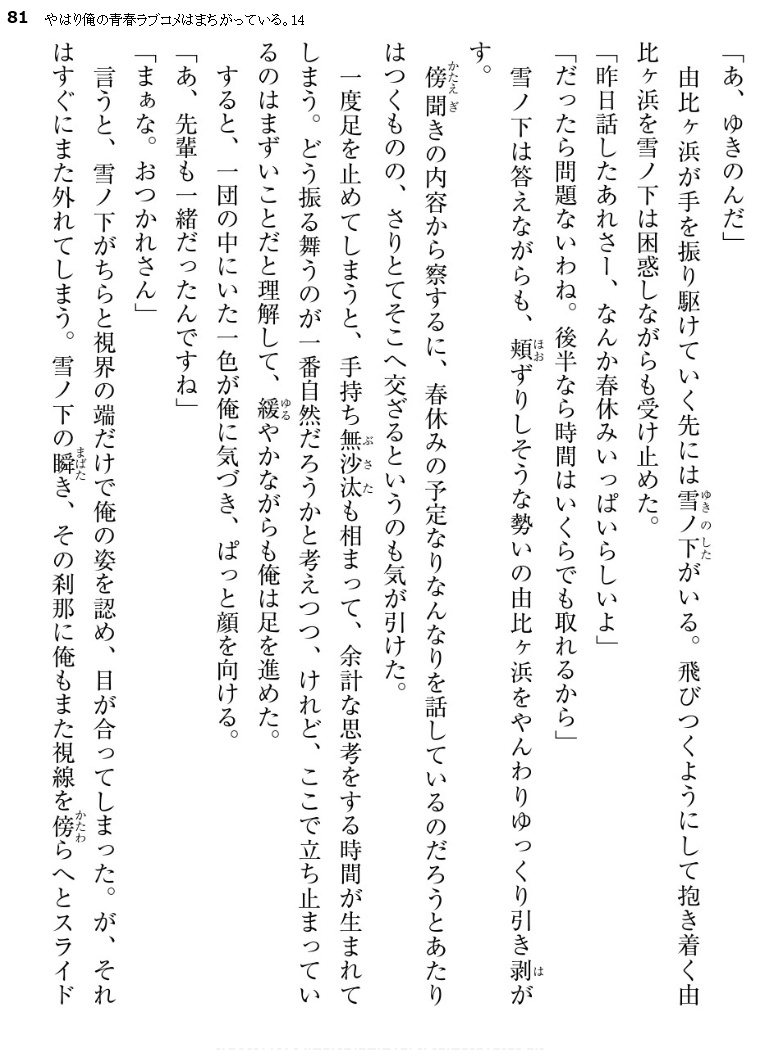 81 やはり俺の青春ラブコメはまちがっている。14
「あ、ゆきのんだ」
由比ヶ浜が手を振り駆けていく先には雪ノ下がいる。飛びつくようにして抱き着く由
比ヶ浜を雪ノ下は困惑しながらも受け止めた。
「昨日話したあれさー、なんか春休みいっぱいらしいよ」
「だったら問題ないわね。後半なら時間はいくらでも取れるから」
雪ノ下は答えながらも、頬ずりしそうな勢いの由比ヶ浜をやんわりゆっくり引き剥が
す。
傍聞きの内容から察するに、春休みの予定なりなんなりを話しているのだろうとあたり
はつくものの、さりとてそこへ交ざるというのも気が引けた。
一度足を止めてしまうと、手持ち無沙汰も相まって、余計な思考をする時間が生まれて
しまう。どう振る舞うのが一番自然だろうかと考えつつ、けれど、ここで立ち止まってい
るのはまずいことだと理解して、緩やかながらも俺は足を進めた。
すると、一団の中にいた一色が俺に気づき、ぱっと顔を向ける。
「あ、先輩も一緒だったんですね」
「まぁな。おつかれさん」
言うと、雪ノ下がちらと視界の端だけで俺の姿を認め、目が合ってしまった。が、それ
はすぐにまた外れてしまう。雪ノ下の瞬き、その刹那に俺もまた視線を傍らへとスライド